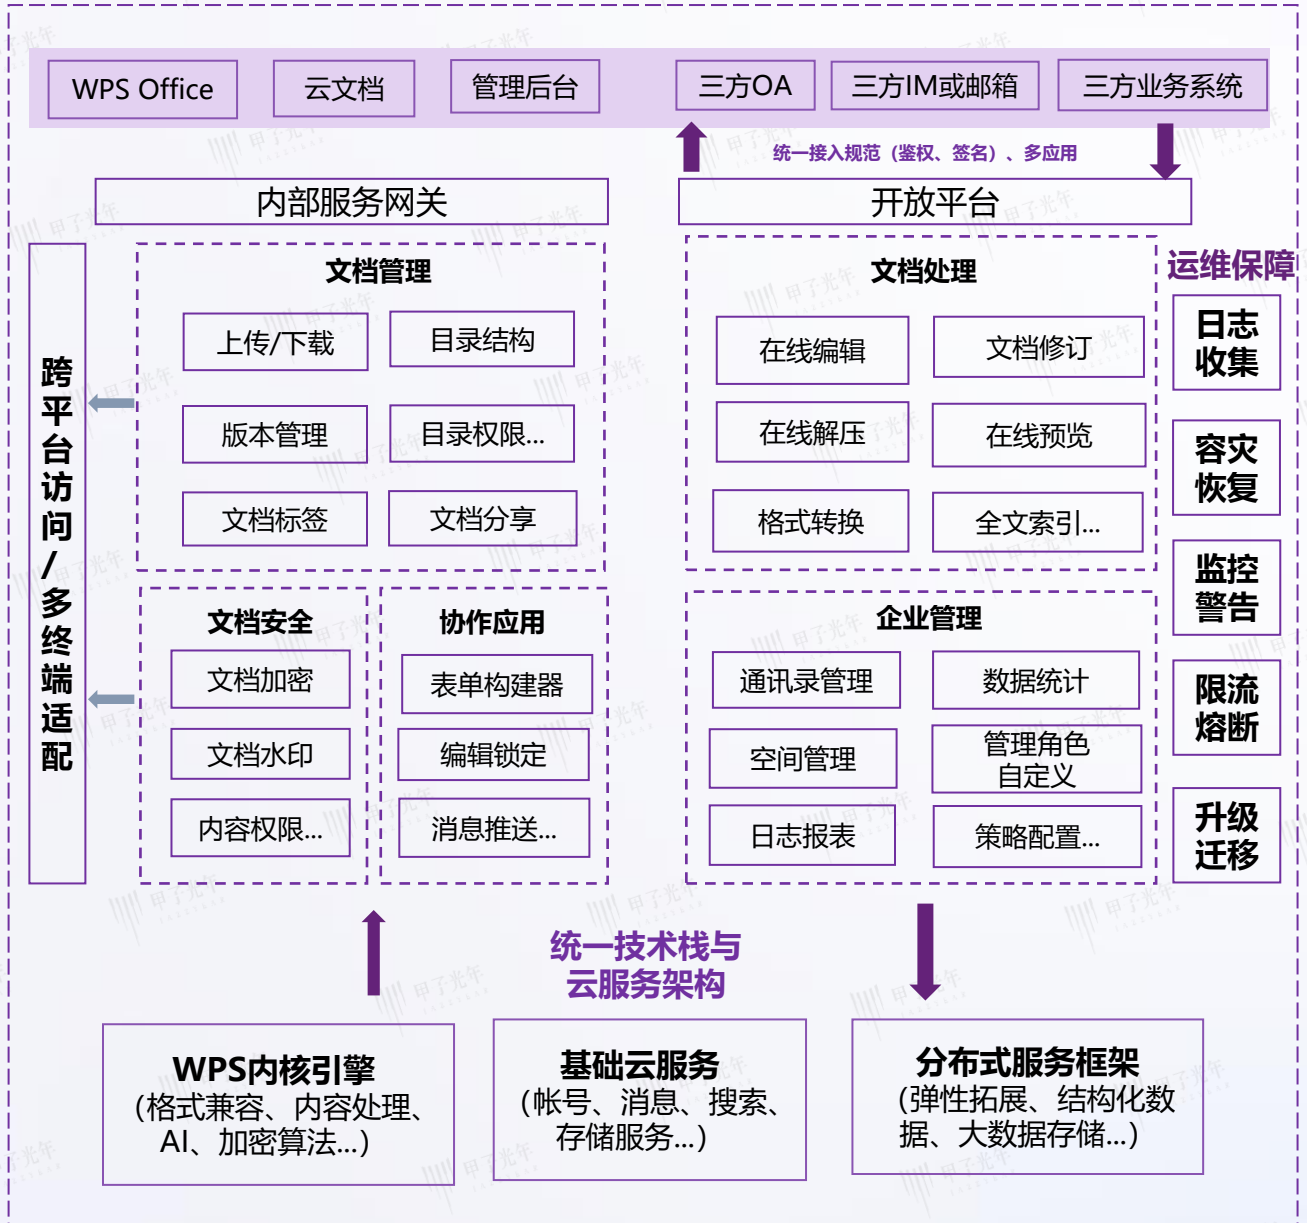 WPS Office
云文档
管理后台
三方OA
三方IM或邮箱
三方业务系统
统一接入规范（鉴权、签名）、多应用
内部服务网关
开放平台
跨平台访问/多终端适配
文档管理
上传/下载
目录结构
版本管理
目录权限...
文档标签
文档分享
文档安全
文档加密
文档水印
内容权限...
协作应用
表单构建器
编辑锁定
消息推送...
文档处理
在线编辑
文档修订
在线解压
在线预览
格式转换
全文索引...
企业管理
通讯录管理
数据统计
空间管理
管理角色
自定义
日志报表
策略配置...
运维保障
日志
收集
容灾
恢复
监控
警告
限流
熔断
升级
迁移
统一技术栈与
云服务架构
WPS内核引擎
（格式兼容、内容处理、
AI、加密算法...）
基础云服务
（帐号、消息、搜索、
存储服务...）
分布式服务框架
（弹性拓展、结构化数
据、大数据存储...）
甲子光年